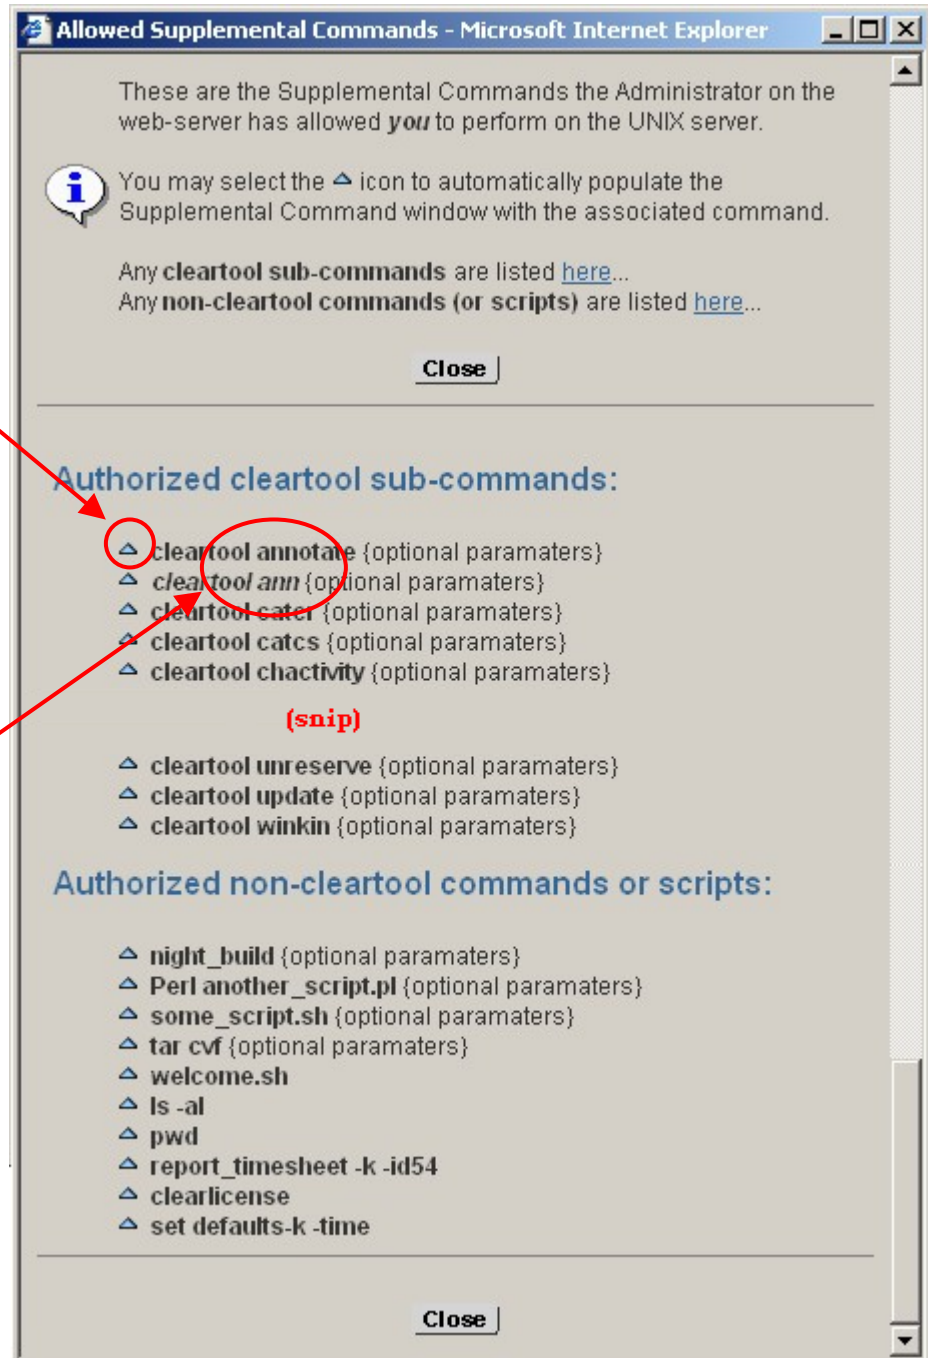 Allowed Supplemental Commands - Microsoft Internet Explorer
These are the Supplemental Commands the Administrator on the
web-server has allowed you to perform on the UNIX server.
You may select the icon to automatically populate the
Supplemental Command window with the associated command.
Any cleartool sub-commands are listed here...
Any non-cleartool commands (or scripts) are listed here...
Close
Authorized cleartool sub-commands:
cleartool annotate {optional paramaters}
cleartool ann {optional paramaters}
cleartool catcr {optional paramaters}
cleartool catcs {optional paramaters}
cleartool chactivity {optional paramaters}
(snip)
cleartool unreserve {optional paramaters}
cleartool update {optional paramaters}
cleartool winkin {optional paramaters}
Authorized non-cleartool commands or scripts:
night_build {optional paramaters}
Perl another_script.pl {optional paramaters}
some_script.sh {optional paramaters}
tar cvf {optional paramaters}
welcome.sh
ls -al
pwd
report_timesheet -k -id54
clearlicense
set defaults-k -time
Close